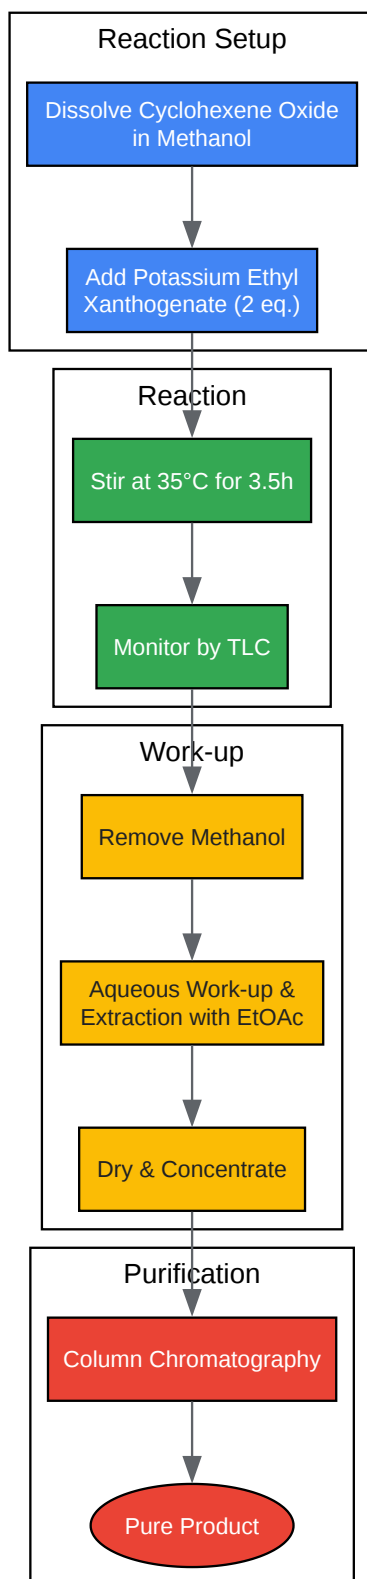 Reaction Setup
Dissolve Cyclohexene Oxide
in Methanol
Add Potassium Ethyl
Xanthogenate (2 eq.)
Reaction
Stir at 35°C for 3.5h
Monitor by TLC
Work-up
Remove Methanol
Aqueous Work-up &
Extraction with EtOAc
Dry & Concentrate
Purification
Column Chromatography
Pure Product